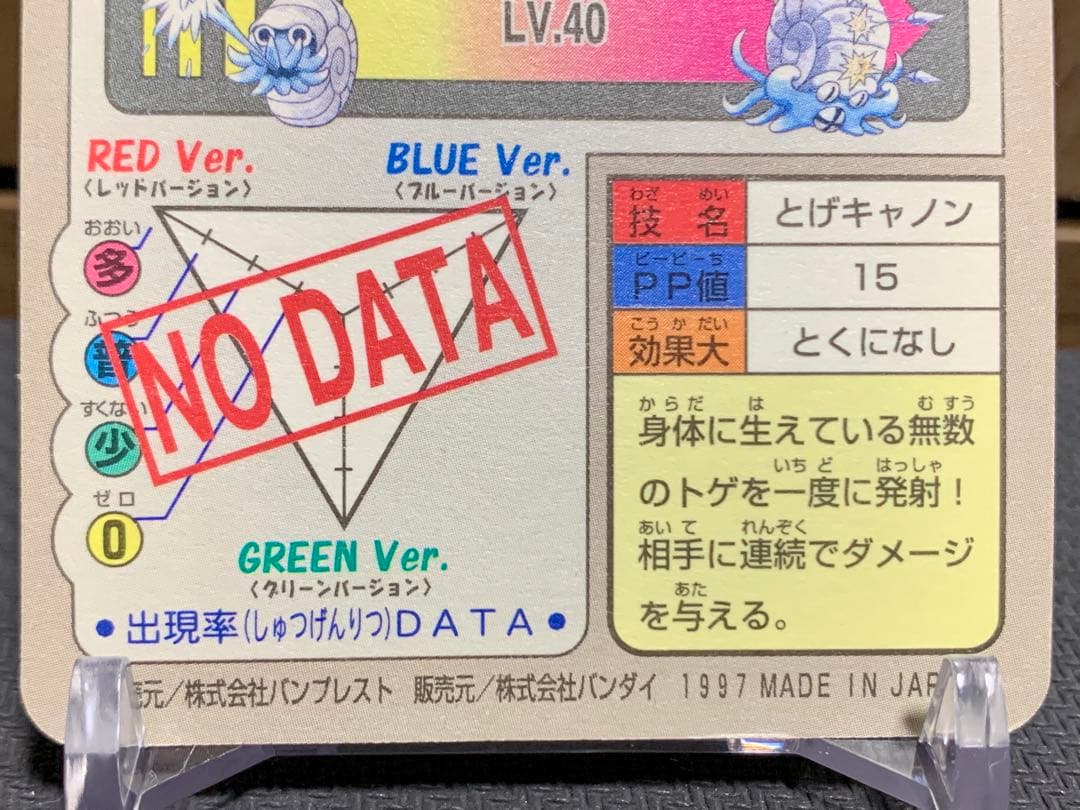 LV.40
RED Ver.
〈レッドバージョン〉
BLUE Ver.
〈ブルーバージョン〉
おおい
多
ふつう
普
すくない
少
ゼロ
0
NO DATA
GREEN Ver.
〈グリーンバージョン〉
●出現率(しゅつげんりつ)DATA●
わざ めい
技名
とげキャノン
ピーピーち
PP値
15
こうかだい
効果大
とくになし
からだ は むすう
身体に生えている無数
いちど はっしゃ
のトゲを一度に発射!
あいて れんぞく
相手に連続でダメージ
あた
を与える。
元/株式会社バンプレスト 販売元/株式会社バンダイ 1997 MADE IN